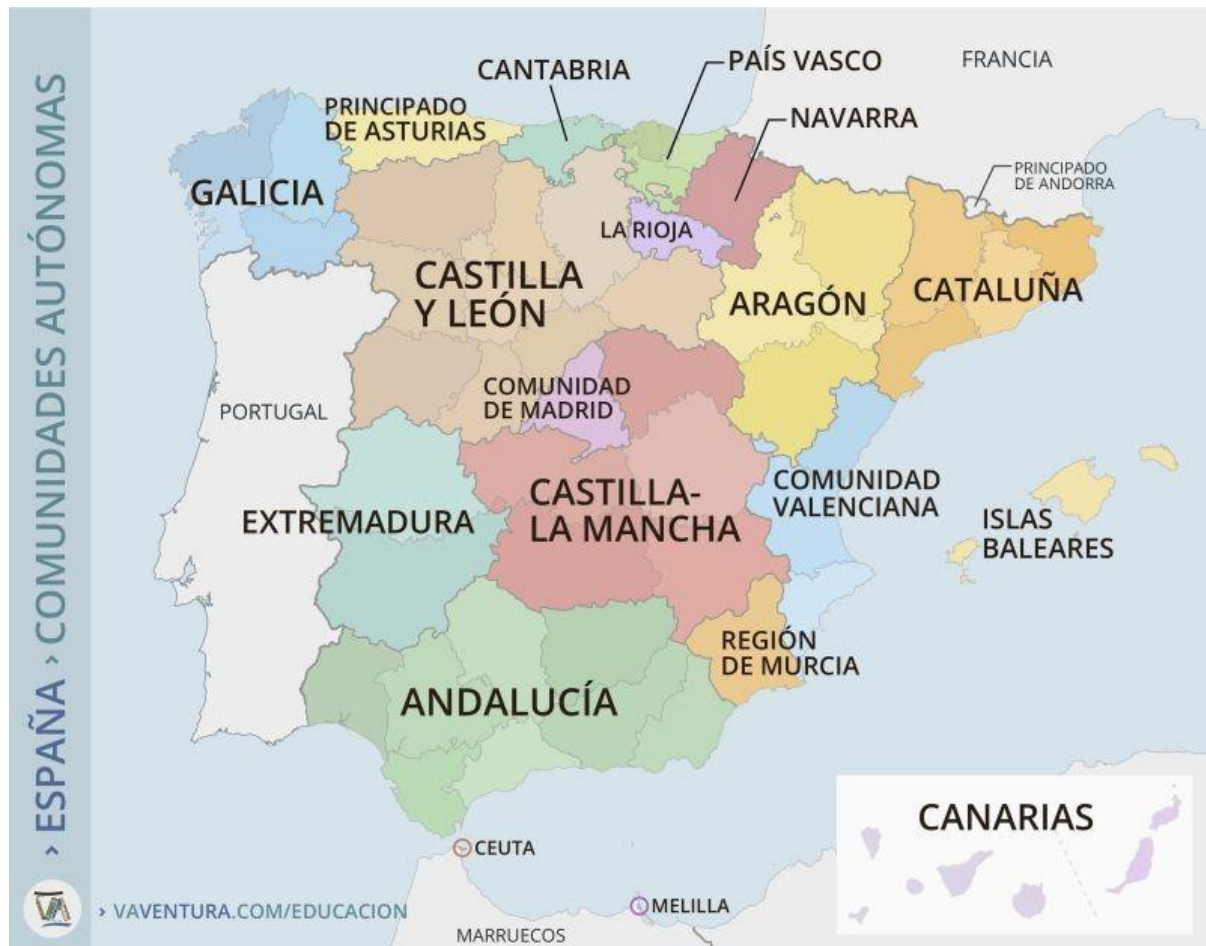 > ESPAÑA > COMUNIDADES AUTÓNOMAS
CANTABRIA
PAÍS VASCO
FRANCIA
PRINCIPADO
DE ASTURIAS
NAVARRA
PRINCIPADO
DE ANDORRA
GALICIA
LA RIOJA
CASTILLA
Y LEÓN
ARAGÓN
CATALUÑA
COMUNIDAD
DE MADRID
PORTUGAL
CASTILLA-
LA MANCHA
COMUNIDAD
VALENCIANA
EXTREMADURA
ISLAS
BALEARES
REGIÓN
DE MURCIA
ANDALUCÍA
CANARIAS
CEUTA
MELILLA
> VAVENTURA.COM/EDUCACION
MARRUECOS